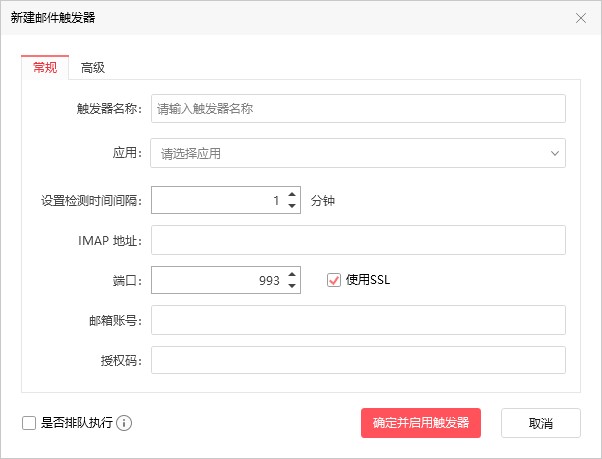 新建邮件触发器
常规 高级
触发器名称: 请输入触发器名称
应用: 请选择应用
设置检测时间间隔: 1 分钟
IMAP 地址:
端口: 993 使用SSL
邮箱账号:
授权码:
是否排队执行 确定并启用触发器 取消